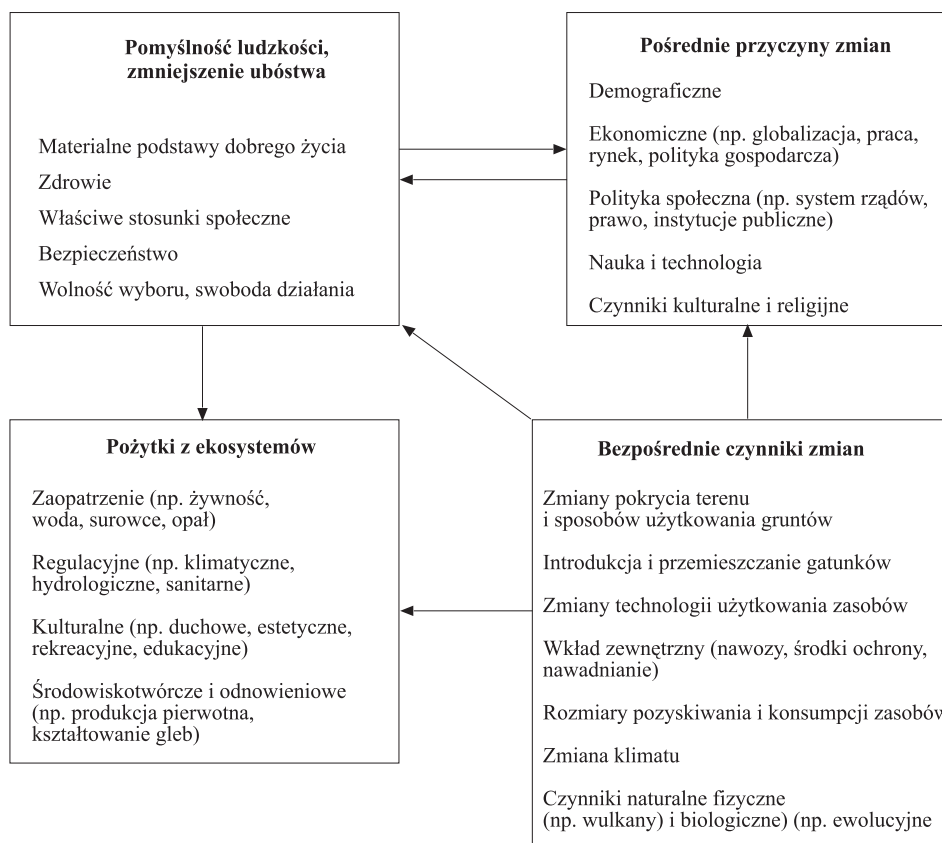 Pomyślność ludzkości,
zmniejszenie ubóstwa
Materialne podstawy dobrego życia
Zdrowie
Właściwe stosunki społeczne
Bezpieczeństwo
Wolność wyboru, swoboda działania
Pośrednie przyczyny zmian
Demograficzne
Ekonomiczne (np. globalizacja, praca,
rynek, polityka gospodarcza)
Polityka społeczna (np. system rządów,
prawo, instytucje publiczne)
Nauka i technologia
Czynniki kulturalne i religijne
Pożytki z ekosystemów
Zaopatrzenie (np. żywność,
woda, surowce, opał)
Regulacyjne (np. klimatyczne,
hydrologiczne, sanitarne)
Kulturalne (np. duchowe, estetyczne,
rekreacyjne, edukacyjne)
Środowiskotwórcze i odnowieniowe
(np. produkcja pierwotna,
kształtowanie gleb)
Bezpośrednie czynniki zmian
Zmiany pokrycia terenu
i sposobów użytkowania gruntów
Introdukcja i przemieszczanie gatunków
Zmiany technologii użytkowania zasobów
Wkład zewnętrzny (nawozy, środki ochrony,
nawadnianie)
Rozmiary pozyskiwania i konsumpcji zasobów
Zmiana klimatu
Czynniki naturalne fizyczne
(np. wulkany) i biologiczne) (np. ewolucyjne